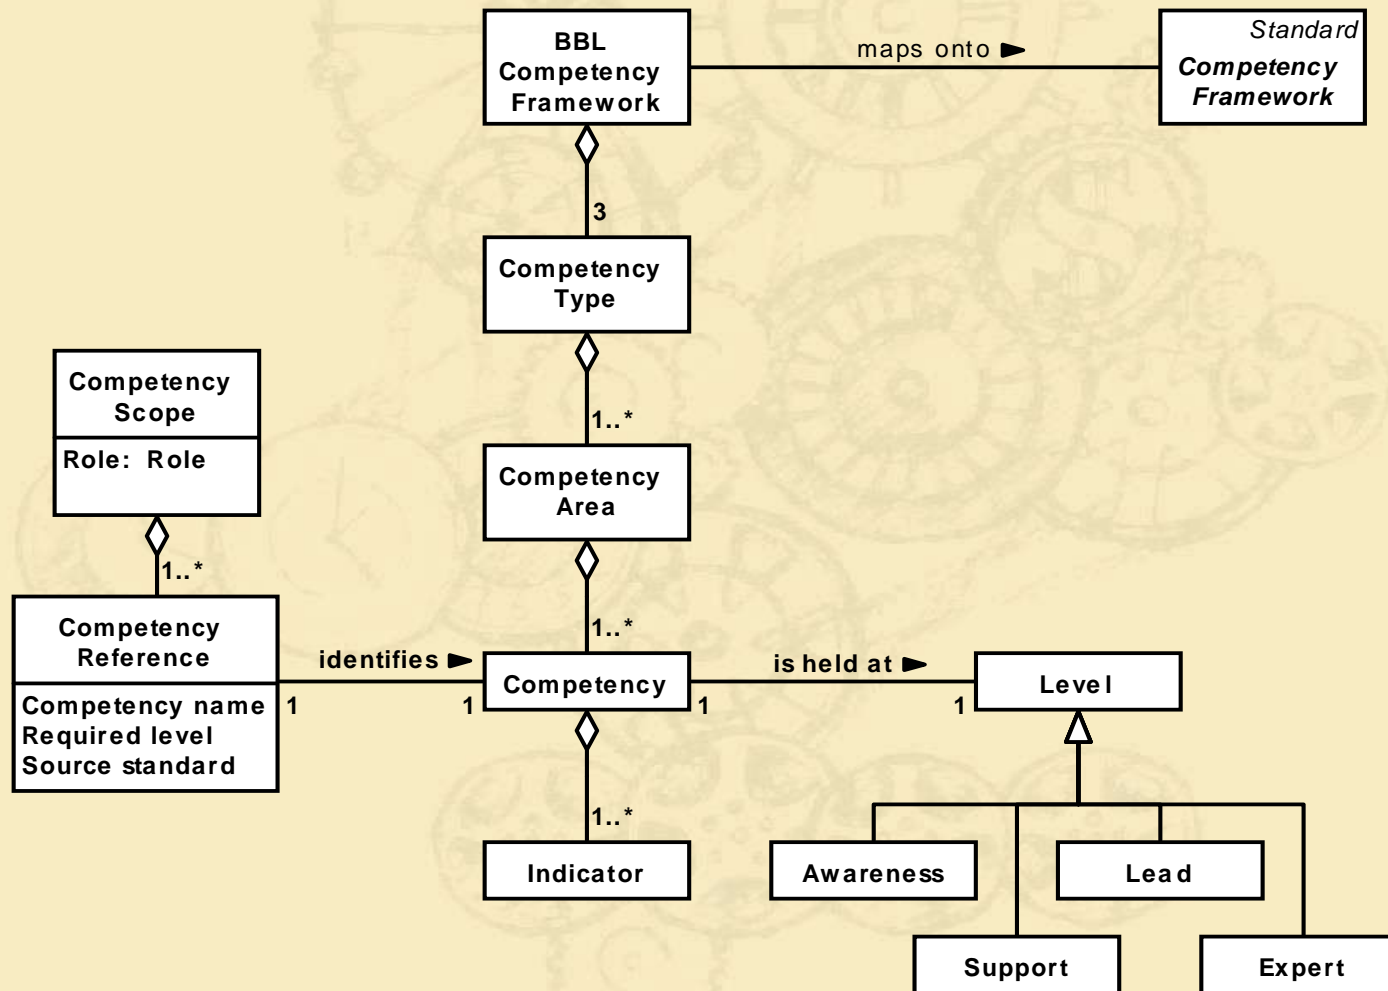 BBL
Competency
Framework
maps onto
Standard
Competency
Framework
3
Competency
Type
1..*
Competency
Scope
Role: Role
1..*
Competency
Area
1..*
Competency
Reference
Competency name
Required level
Source standard
identifies
1
1
Competency
is held at
1
1
Level
1..*
Indicator
Awareness
Lead
Support
Expert